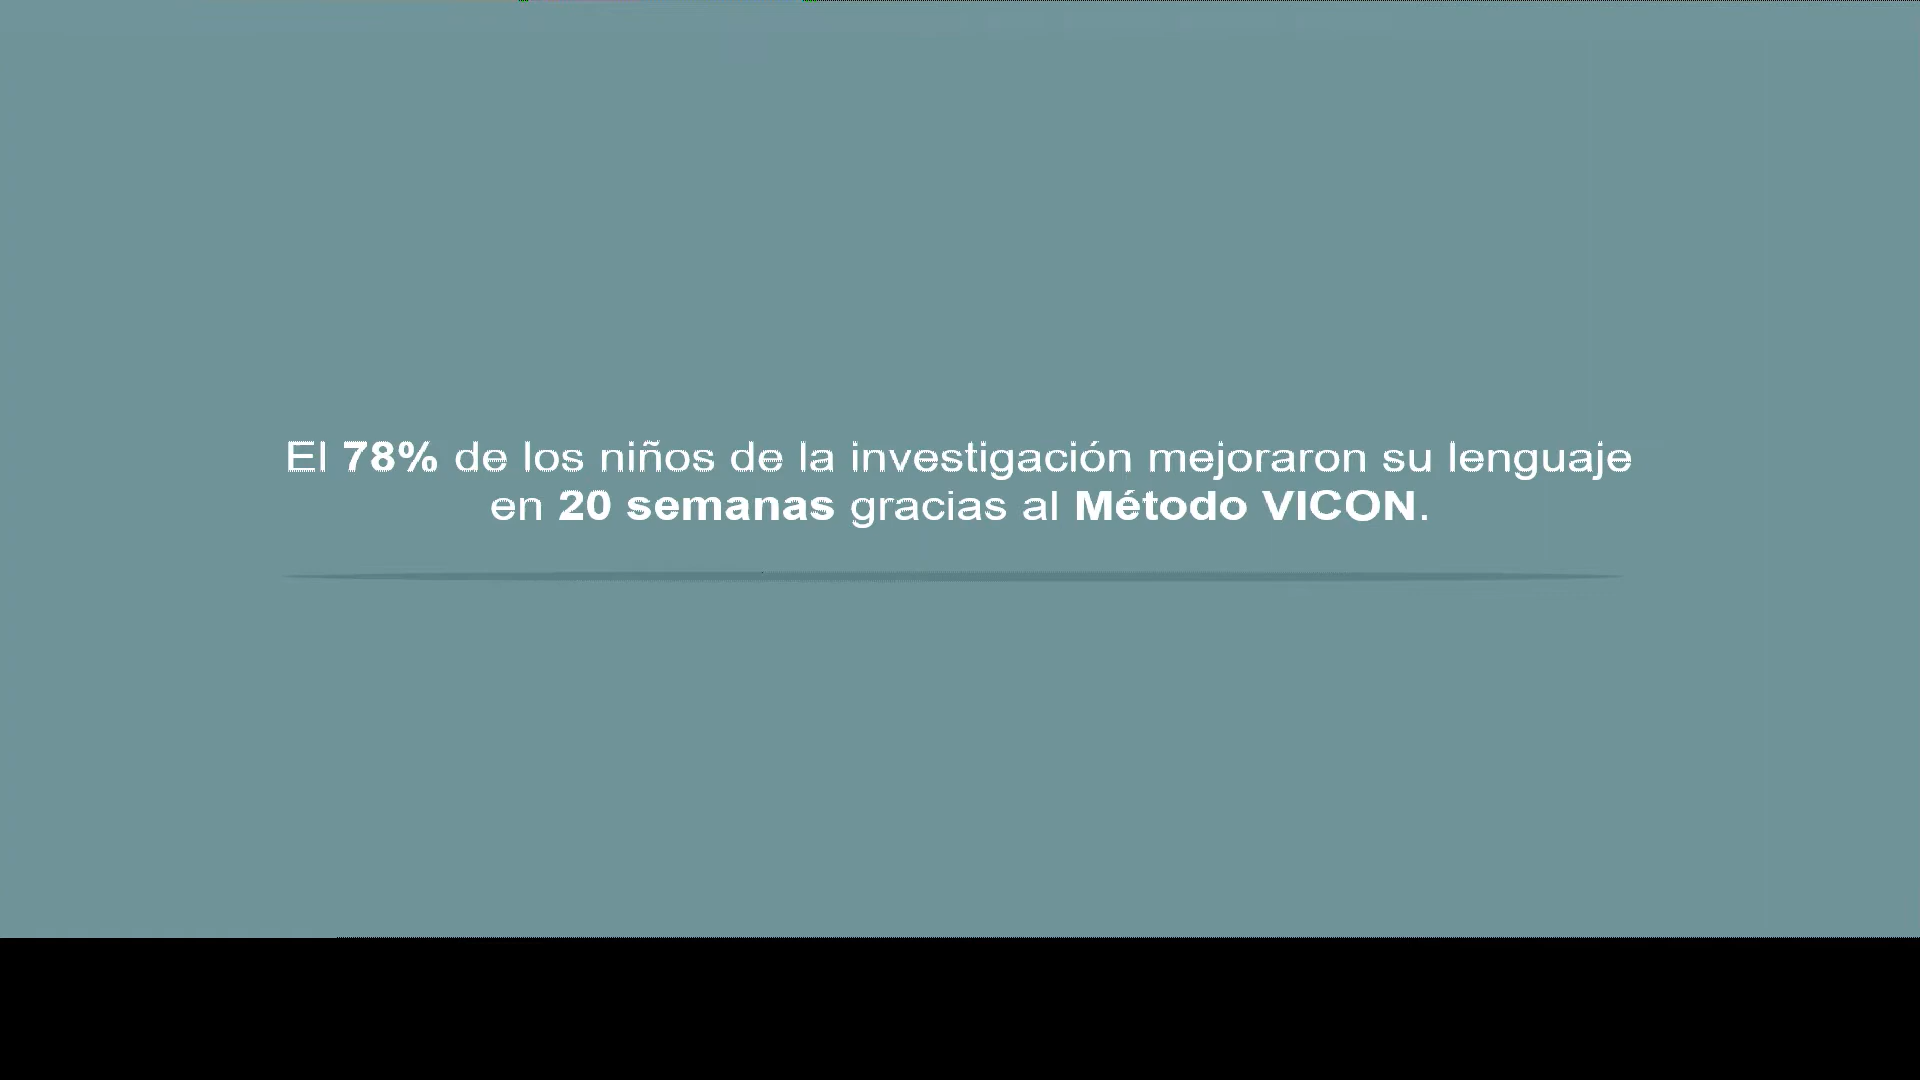 El 78% de los niños de la investigación mejoraron su lenguaje
en 20 semanas gracias al Método VICON.